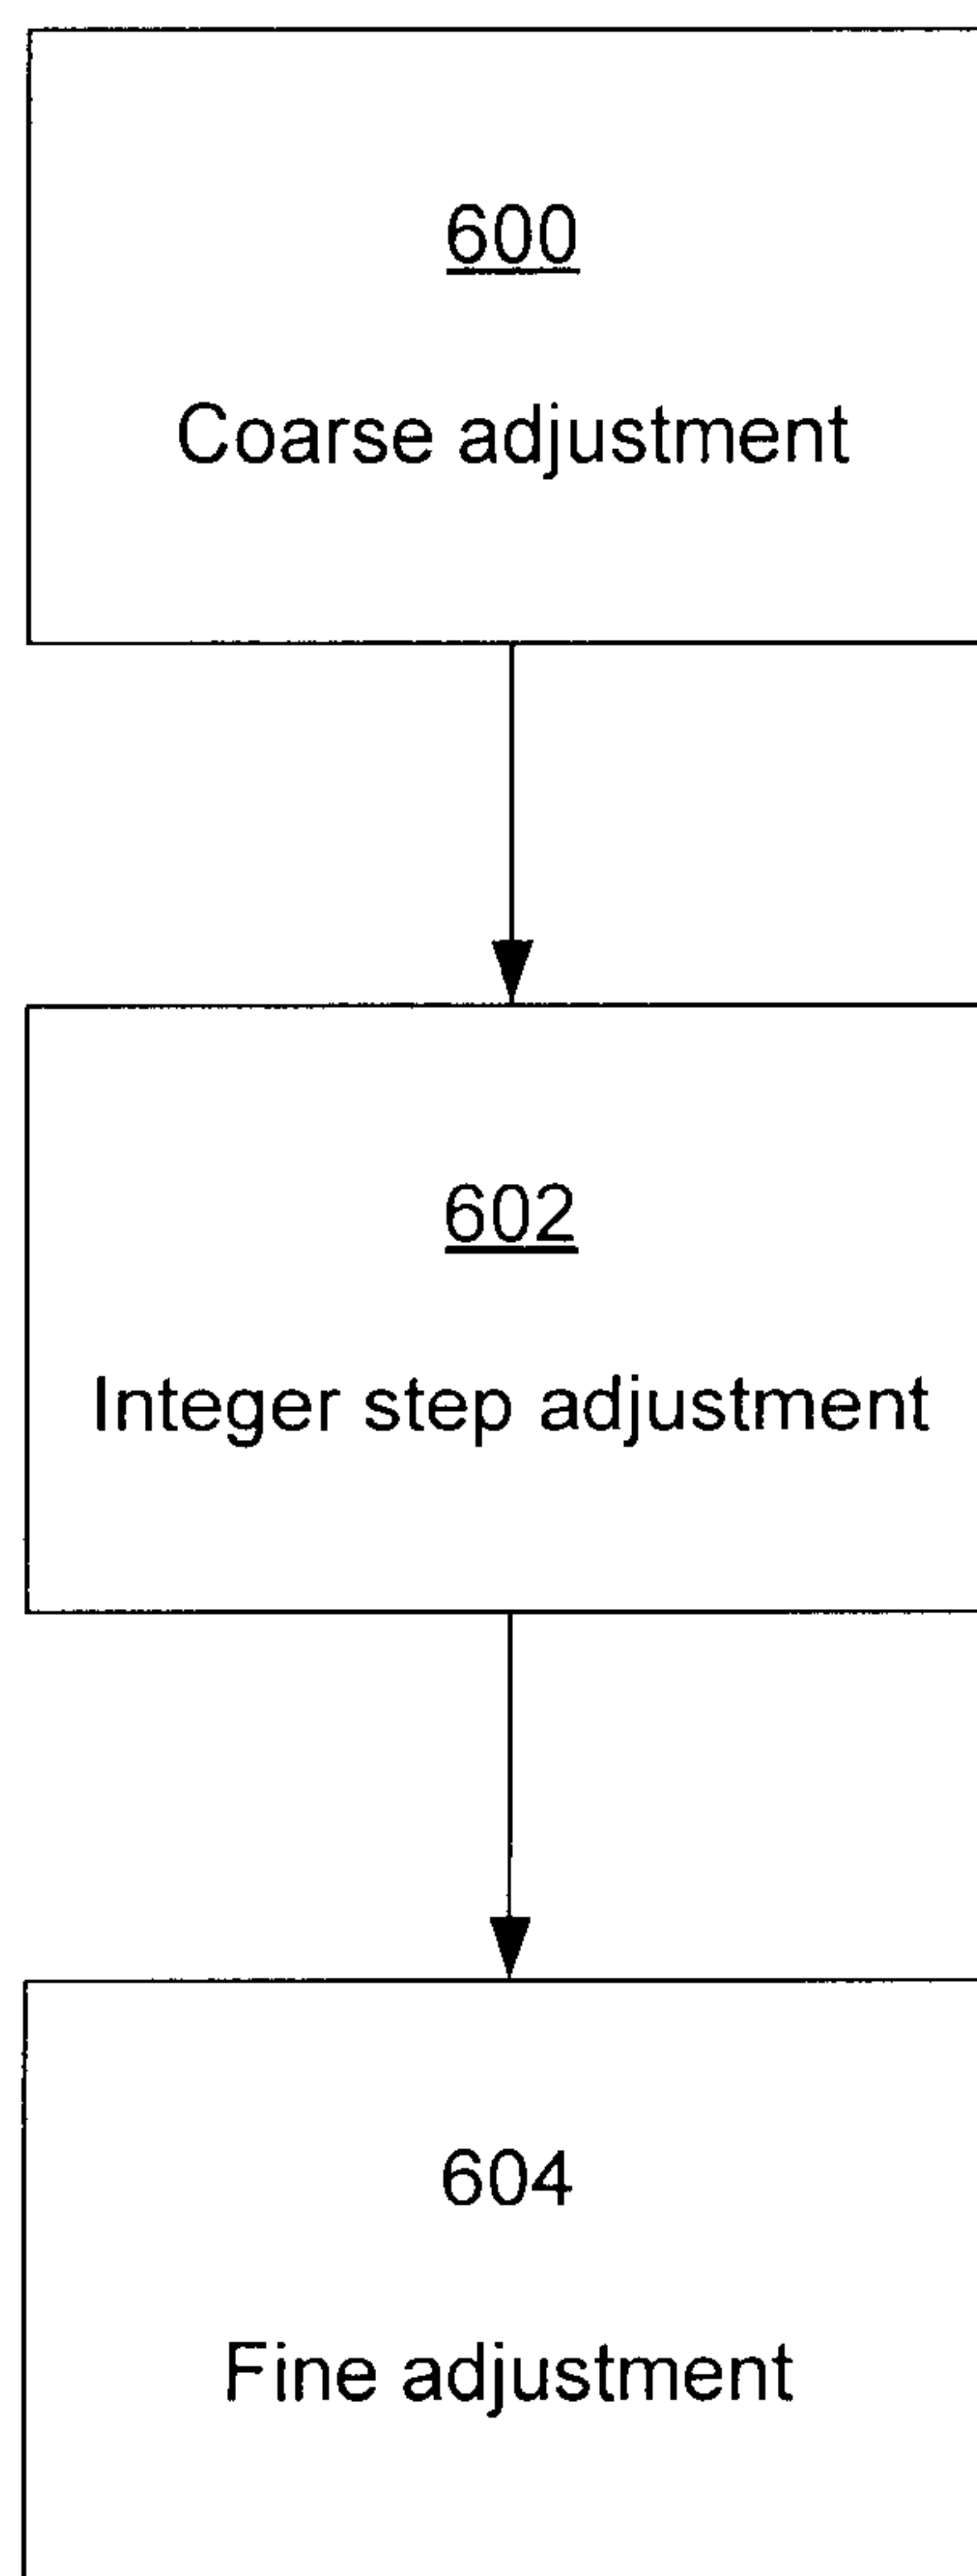 600
Coarse adjustment
602
Integer step adjustment
604
Fine adjustment